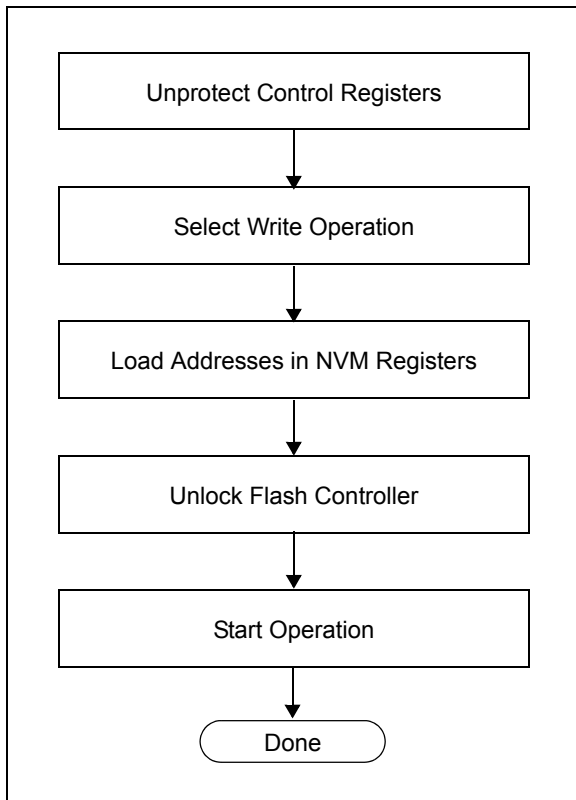 Unprotect Control Registers
Select Write Operation
Load Addresses in NVM Registers
Unlock Flash Controller
Start Operation
Done